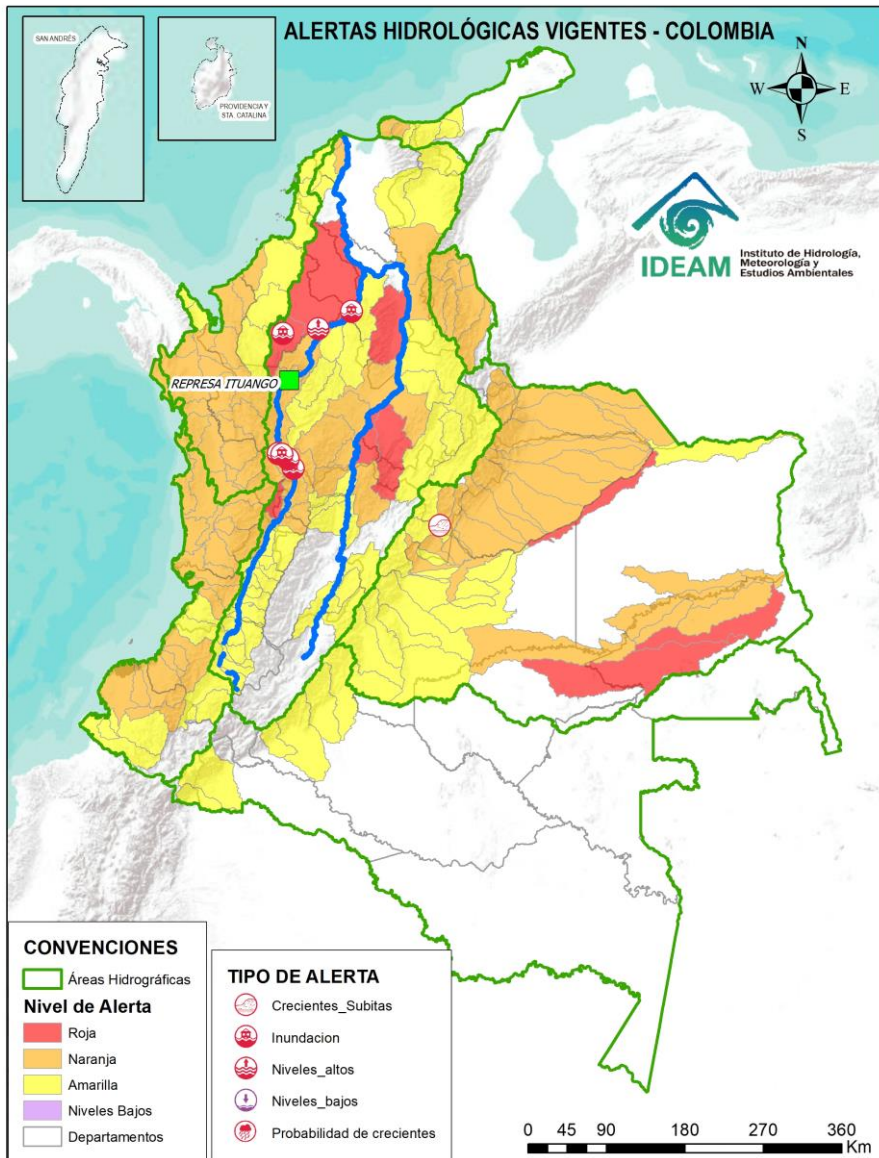 ALERTAS HIDROLÓGICAS VIGENTES - COLOMBIA
SAN ANDRÉS
PROVIDENCIA Y
STA. CATALINA
N
W
E
S
IDEAM
Instituto de Hidrología,
Meteorología y
Estudios Ambientales
REPRESA ITUANGO
CONVENCIONES
Áreas Hidrográficas
Nivel de Alerta
Roja
Naranja
Amarilla
Niveles Bajos
Departamentos
TIPO DE ALERTA
Crecientes_Subitas
Inundacion
Niveles_altos
Niveles_bajos
Probabilidad de crecientes
0 45 90 180 270 360
Km